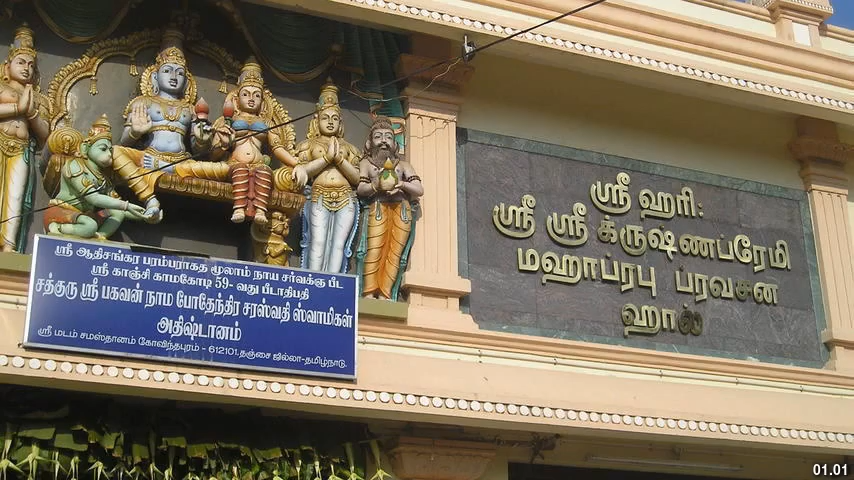 ஸ்ரீ ஆதிசங்கர பரம்பராகத மூலாம் நாய சர்வக்கு பீட
ஸ்ரீ காஞ்சி காமகோடி 59- வது பீடாதிபதி
சத்குரு ஸ்ரீ பகவன் நாம போதேந்திர சரஸ்வதி ஸ்வாமிகள்
அதிஷ்டானம்
ஸ்ரீ மடம் சமஸ்தானம் கோவிந்தபுரம் - 612101.தஞ்சை ஜில்லா-தமிழ்நாடு.
ஸ்ரீ ஹரி:
ஸ்ரீ ஸ்ரீ க்ருஷ்ணப்ரேமி
மஹாப்ரபு ப்ரவசன
ஹால்
01.01